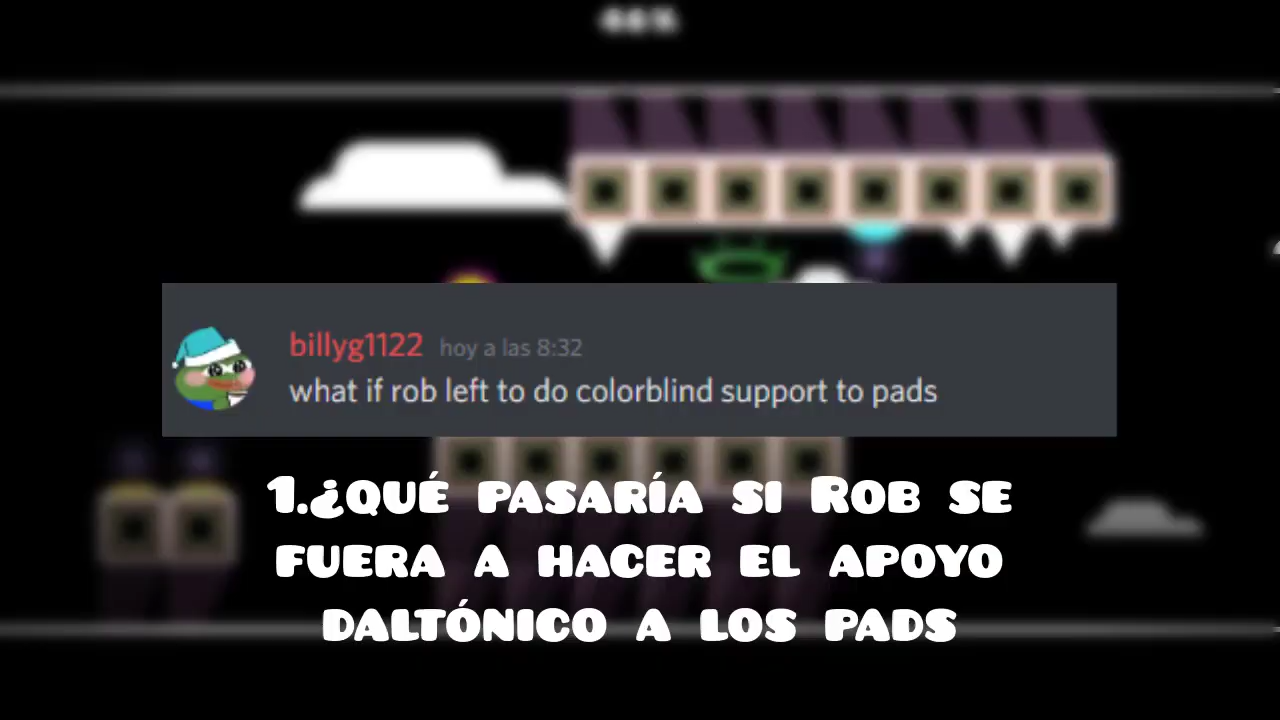 billyg1122 hoy a las 8:32
what if rob left to do colorblind support to pads
1.¿QUÉ PASARÍA SI ROB SE
FUERA A HACER EL APOYO
DALTÓNICO A LOS PADS